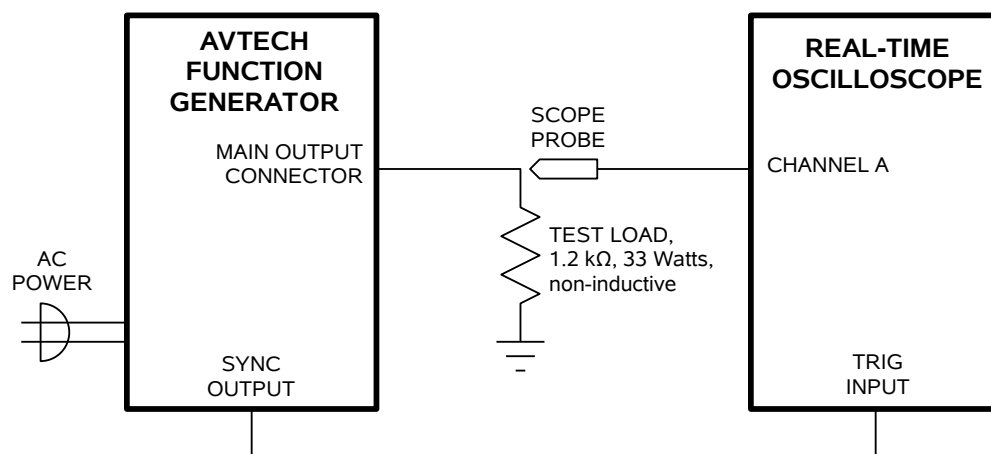 AVTECH
FUNCTION
GENERATOR
MAIN OUTPUT
CONNECTOR
AC
POWER
SYNC
OUTPUT
SCOPE
PROBE
TEST LOAD,
1.2 kΩ, 33 Watts,
non-inductive
REAL-TIME
OSCILLOSCOPE
CHANNEL A
TRIG
INPUT